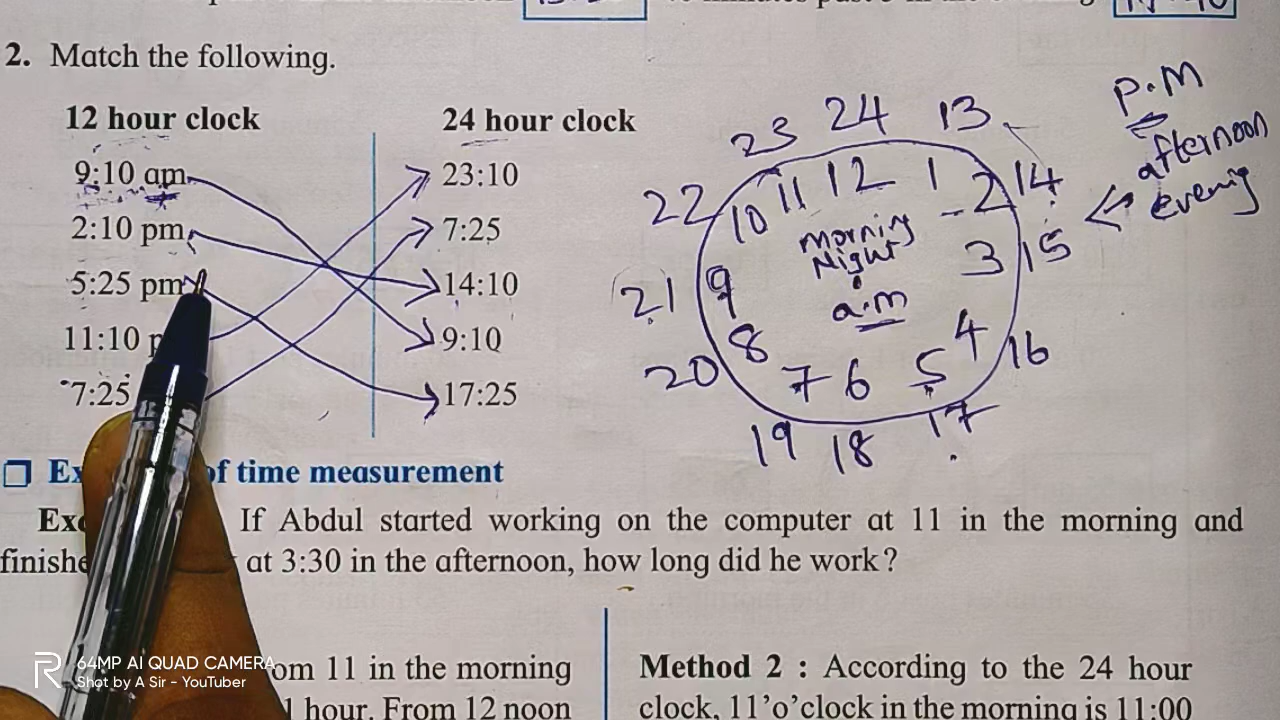 2. Match the following.
12 hour clock 24 hour clock
9:10 am 23:10
2:10 pm 7:25
5:25 pm 14:10
11:10 p 9:10
7:25 17:25
24 13
23
22 14
21 15
20 16
19 18 17
11 12 1
10 2
9 3
8 4
7 6 5
morning
Night
a.m
P.M
afternoon
evenig
Ex of time measurement
If Abdul started working on the computer at 11 in the morning and
finishe at 3:30 in the afternoon, how long did he work?
om 11 in the morning
1 hour. From 12 noon
Method 2 : According to the 24 hour
clock, 11'o'clock in the morning is 11:00
R
64MP AI QUAD CAMERA
Shot by A Sir - YouTuber